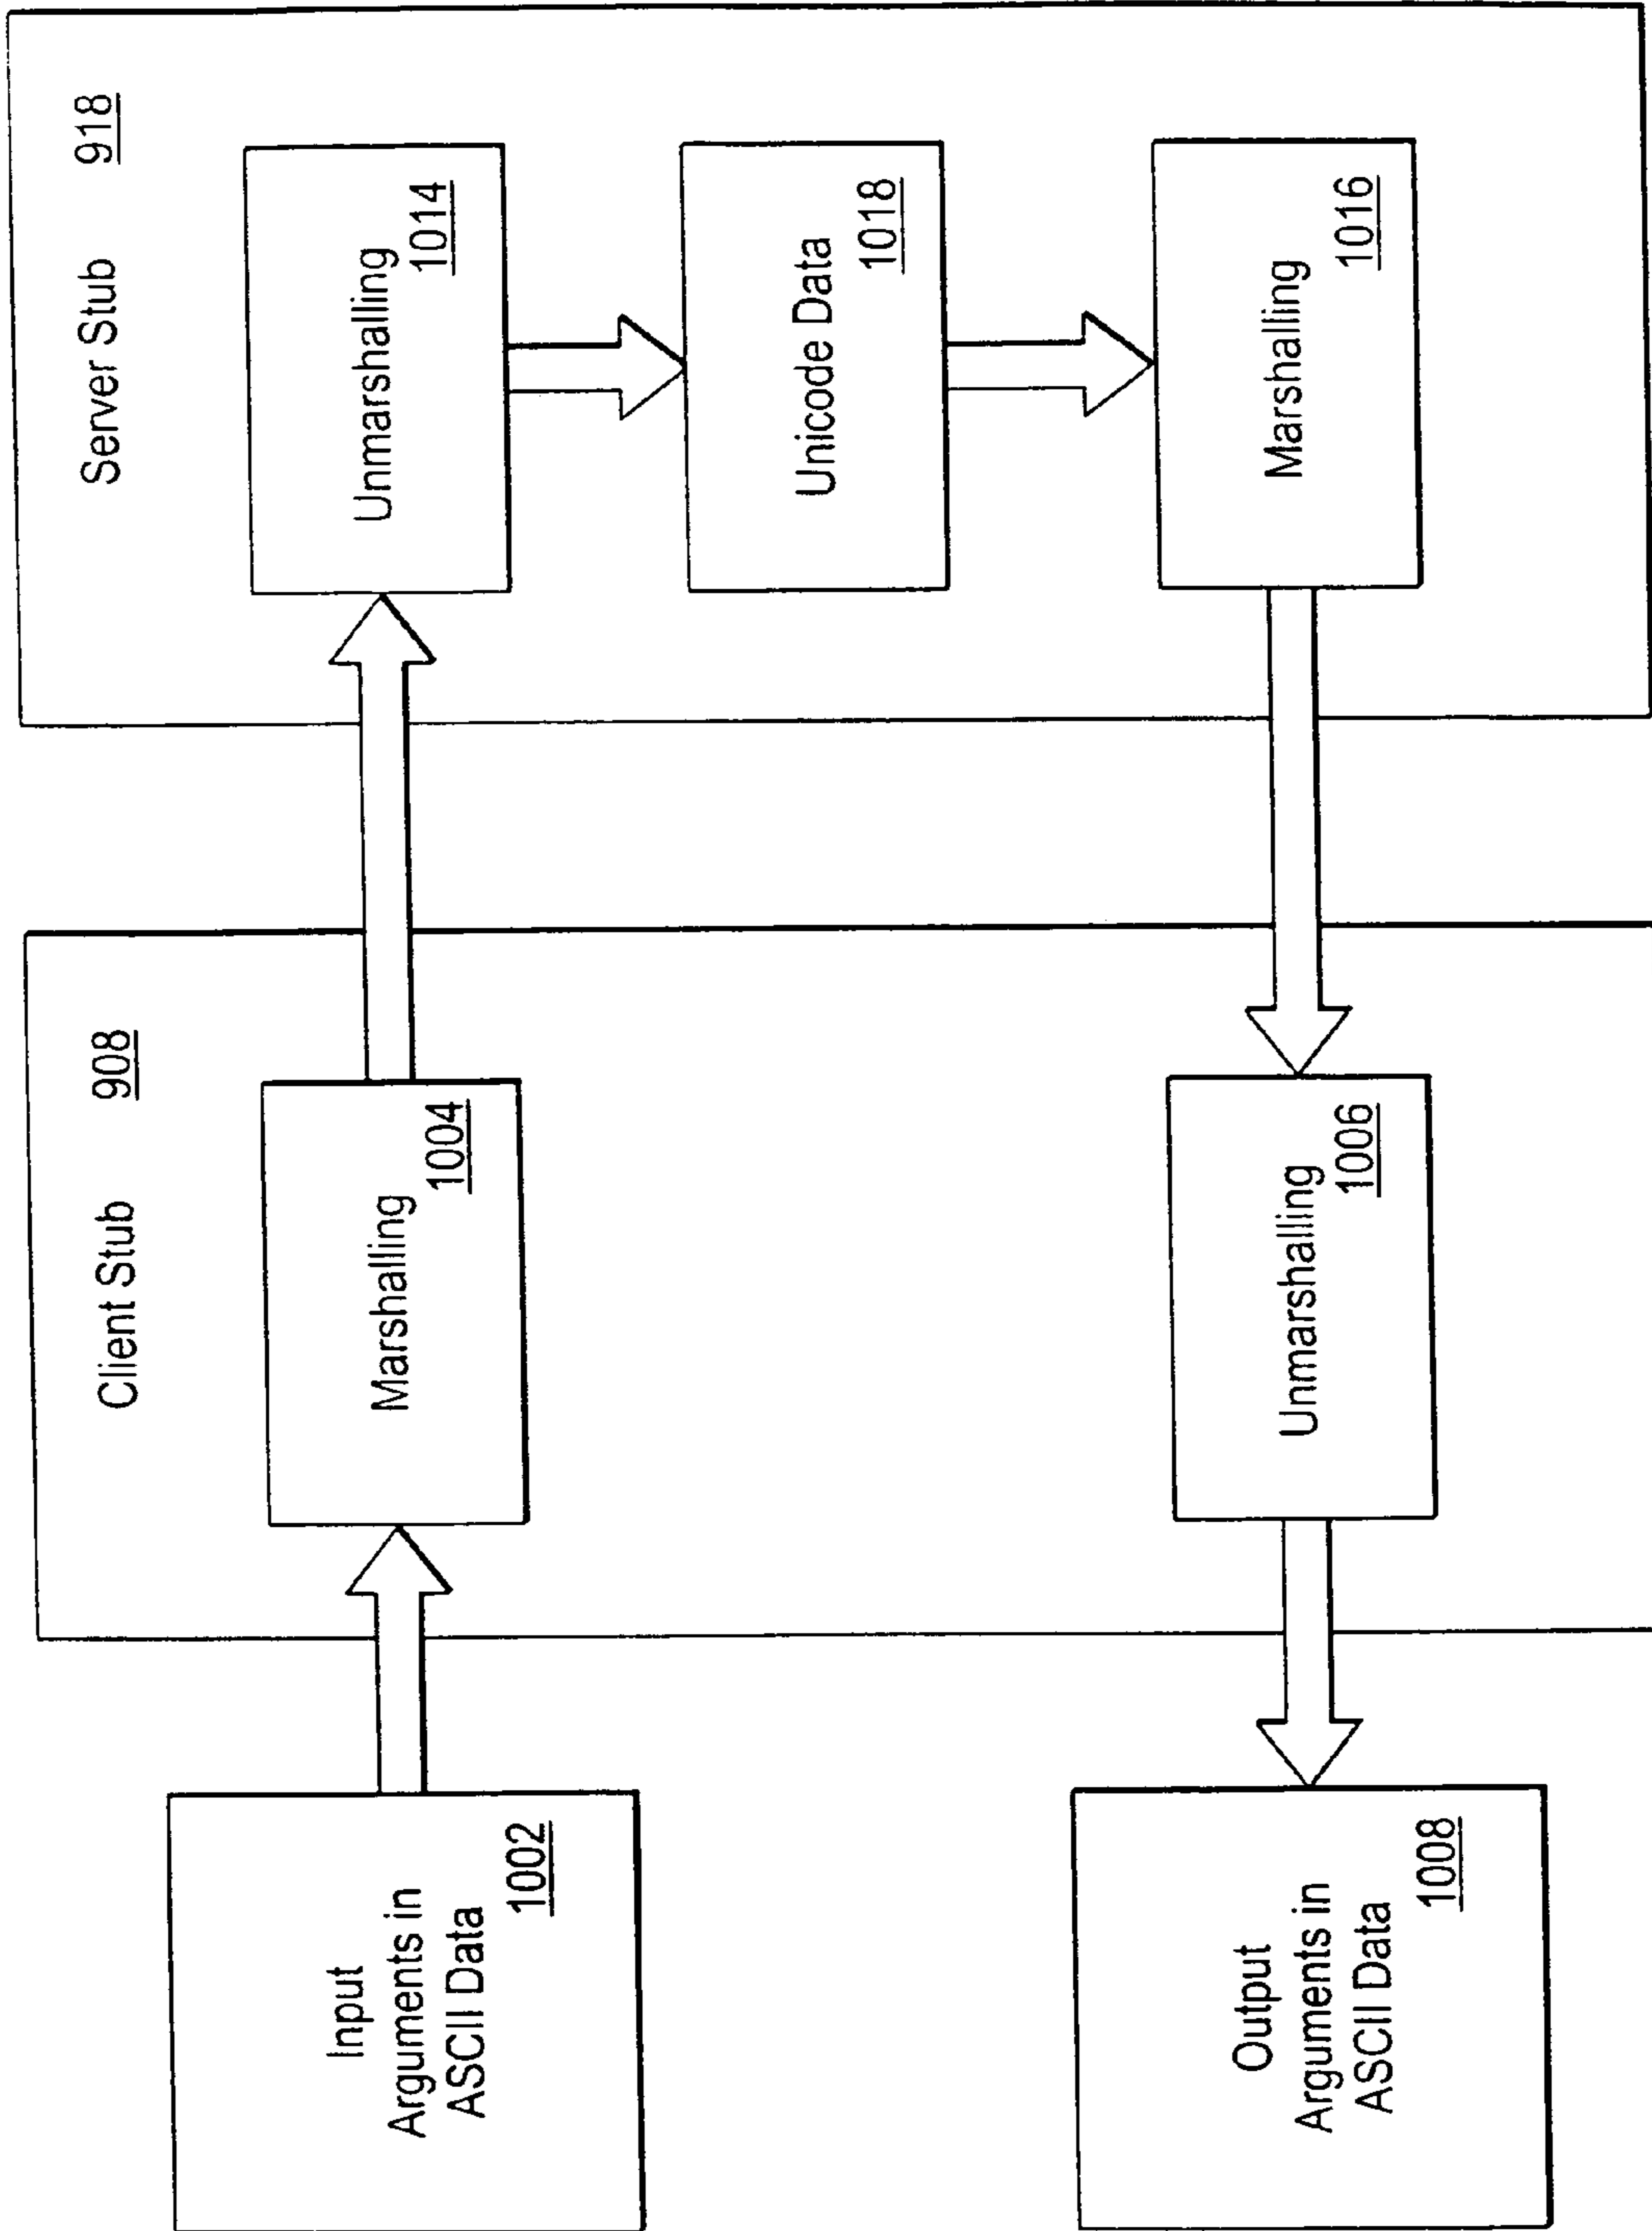 Input
Arguments in
ASCII Data
1002
Client Stub 908
Marshalling
1004
Server Stub 918
Unmarshalling
1014
Unicode Data
1018
Marshalling
1016
Unmarshalling
1006
Output
Arguments in
ASCII Data
1008